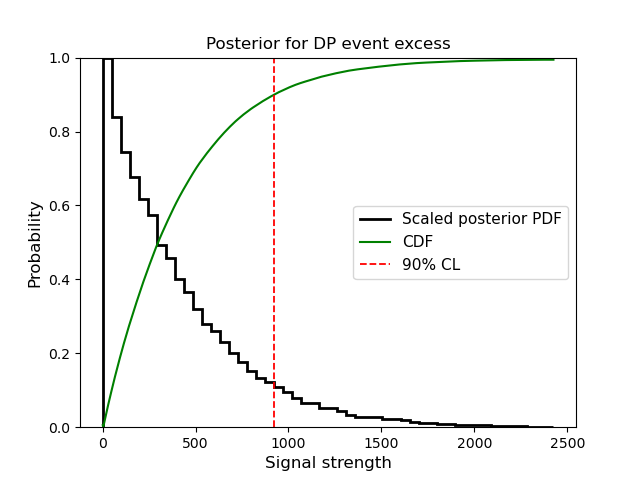 Posterior for DP event excess
1.0
0.8
0.6
0.4
0.2
0.0
Probability
Scaled posterior PDF
CDF
90% CL
0
500
1000
1500
2000
2500
Signal strength